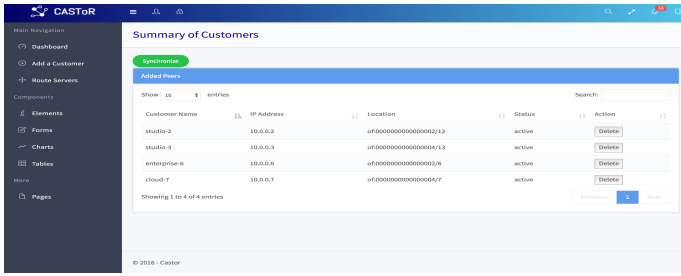 CASToR
11
Main Navigation
Summary of Customers
Dashboard
Add a Customer
Route Servers
Components
Elements
Forms
Charts
Tables
More
Pages
Synchronize
Added Peers
Show 10 entries Search:
Customer Name IP Address Location Status Action
studio-2 10.0.0.2 of:0000000000000002/12 active Delete
studio-3 10.0.0.3 of:0000000000000004/13 active Delete
enterprise-6 10.0.0.6 of:0000000000000002/6 active Delete
cloud-7 10.0.0.7 of:0000000000000004/7 active Delete
Showing 1 to 4 of 4 entries Previous 1 Next
© 2016 - Castor